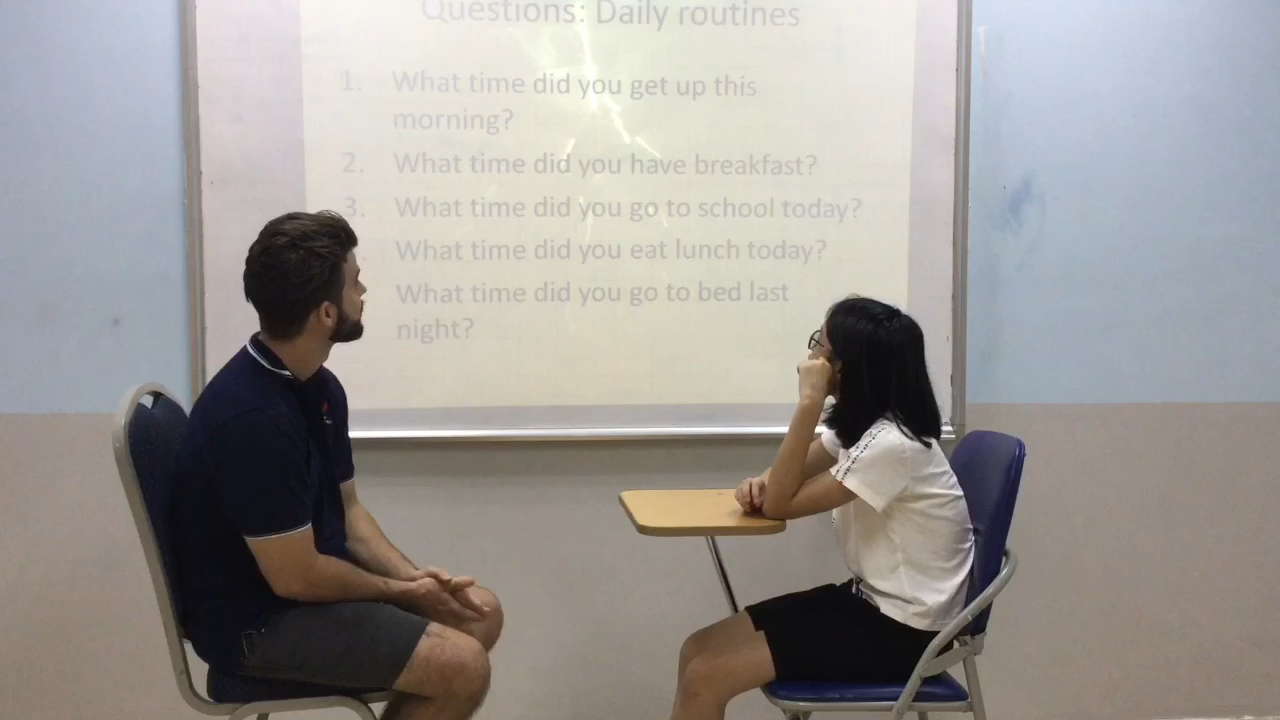 Questions: Daily routines
1. What time did you get up this
morning?
2. What time did you have breakfast?
3. What time did you go to school today?
What time did you eat lunch today?
What time did you go to bed last
night?